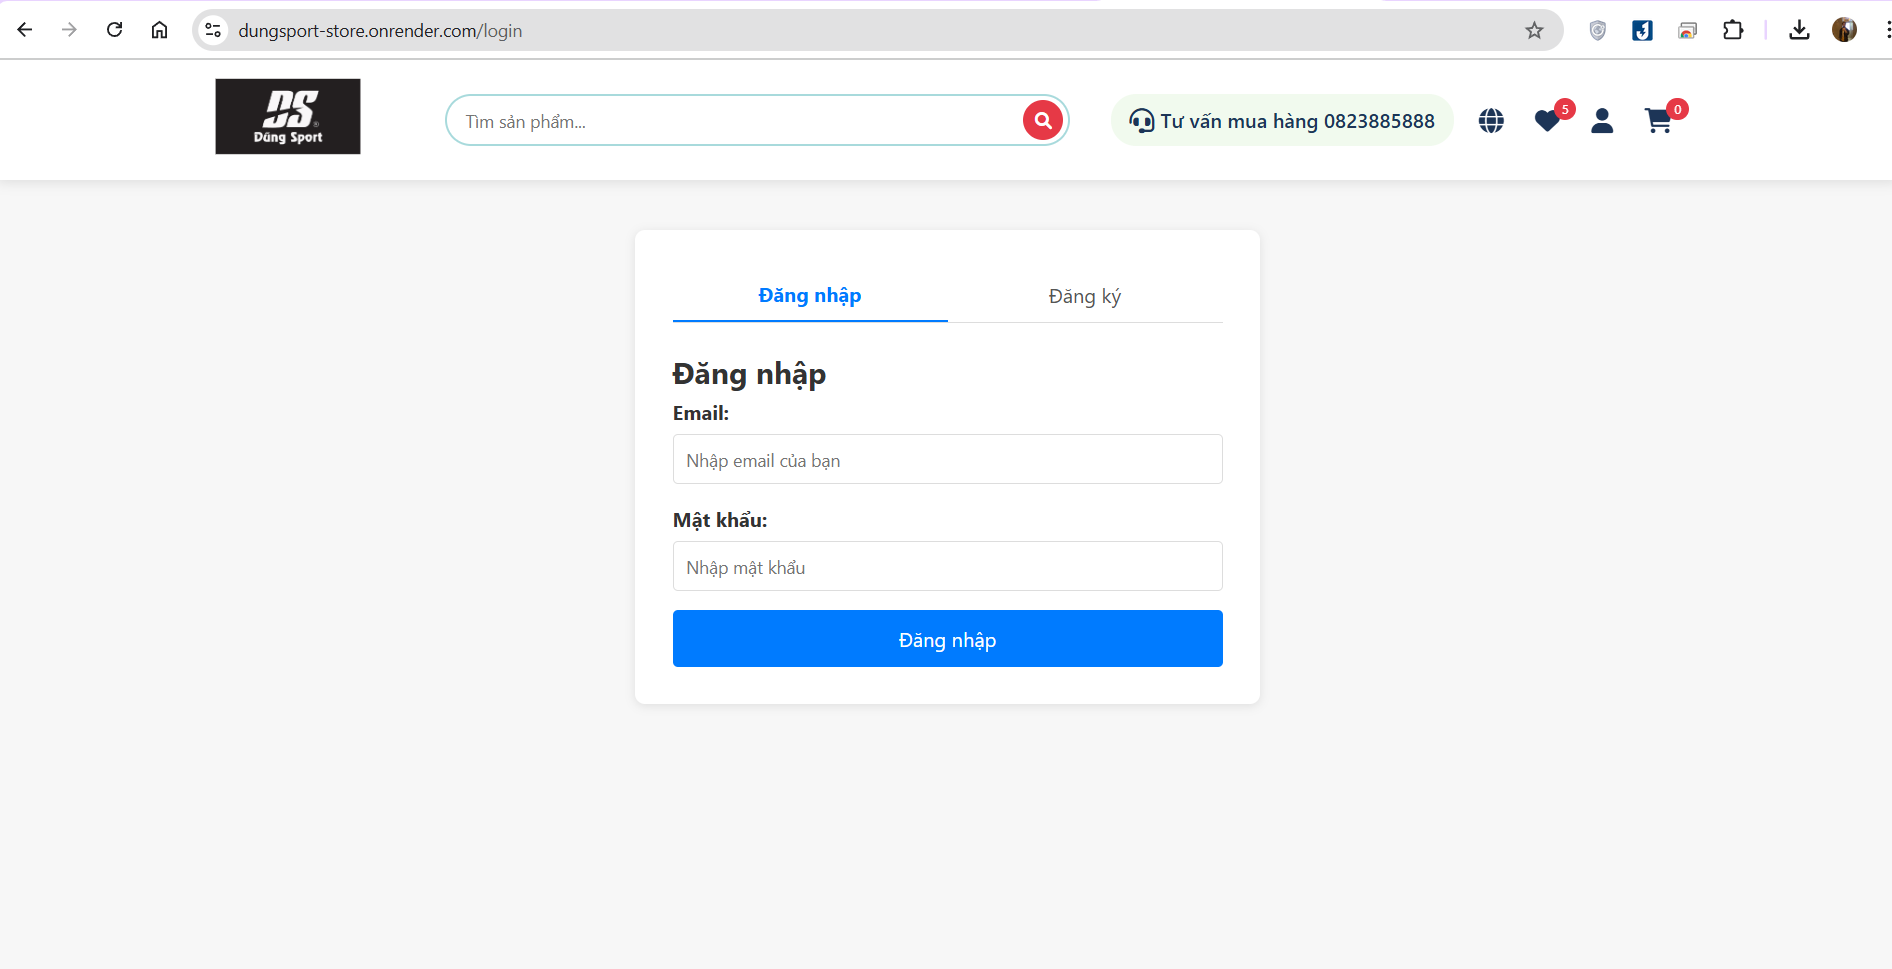 dungsport-store.onrender.com/login
DS
Dũng Sport
Tìm sản phẩm...
Tư vấn mua hàng 0823885888
5
0
Đăng nhập
Đăng ký
Đăng nhập
Email:
Nhập email của bạn
Mật khẩu:
Nhập mật khẩu
Đăng nhập